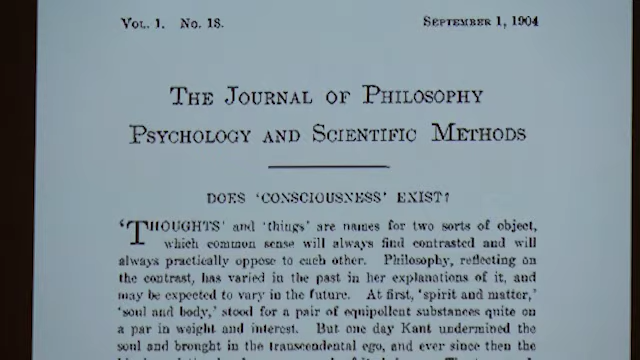 Vol. 1. No. 18. September 1, 1904
The Journal of Philosophy
Psychology and Scientific Methods
DOES 'CONSCIOUSNESS' EXIST?
'THOUGHTS' and 'things' are names for two sorts of object,
which common sense will always find contrasted and will
always practically oppose to each other. Philosophy, reflecting on
the contrast, has varied in the past in her explanations of it, and
may be expected to vary in the future. At first, 'spirit and matter,'
'soul and body,' stood for a pair of equipollent substances quite on
a par in weight and interest. But one day Kant undermined the
soul and brought in the transcendental ego, and ever since then the